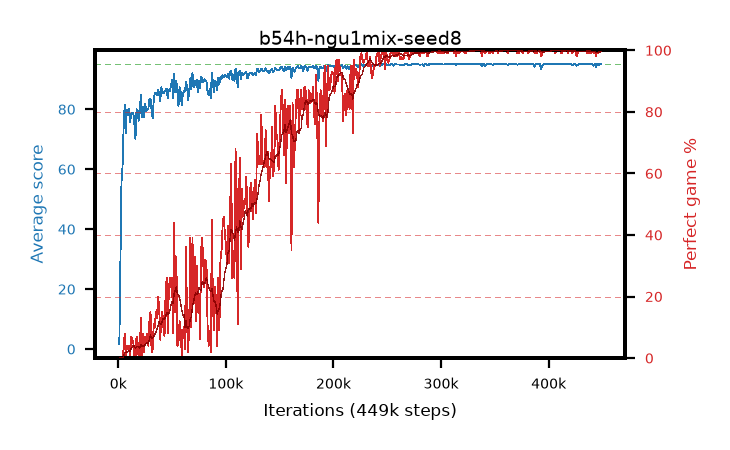 b54h-ngu1mix-seed8
Average score
Perfect game %
100
80
60
40
20
0
80
60
40
20
0
0k 100k 200k 300k 400k
Iterations (449k steps)